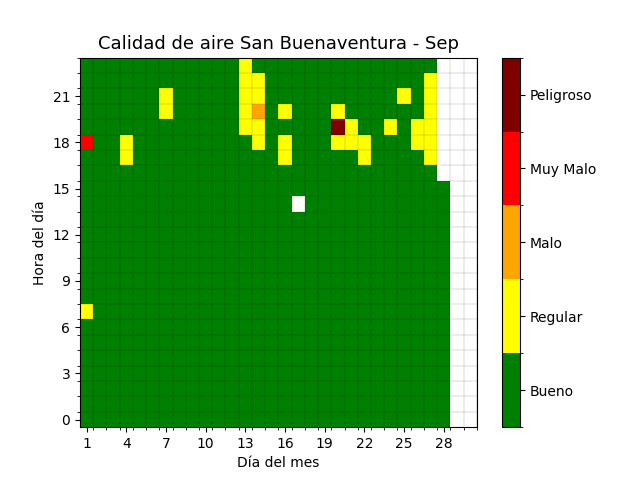 Calidad de aire San Buenaventura - Sep
Hora del día
21
18
15
12
9
6
3
0
1 4 7 10 13 16 19 22 25 28
Día del mes
Peligroso
Muy Malo
Malo
Regular
Bueno